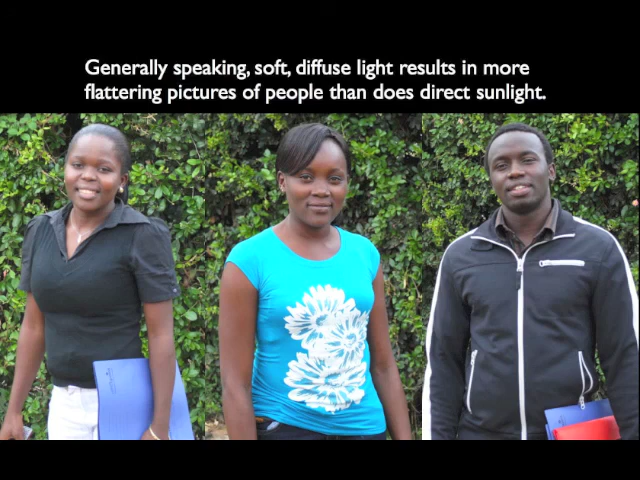 Generally speaking, soft, diffuse light results in more
flattering pictures of people than does direct sunlight.